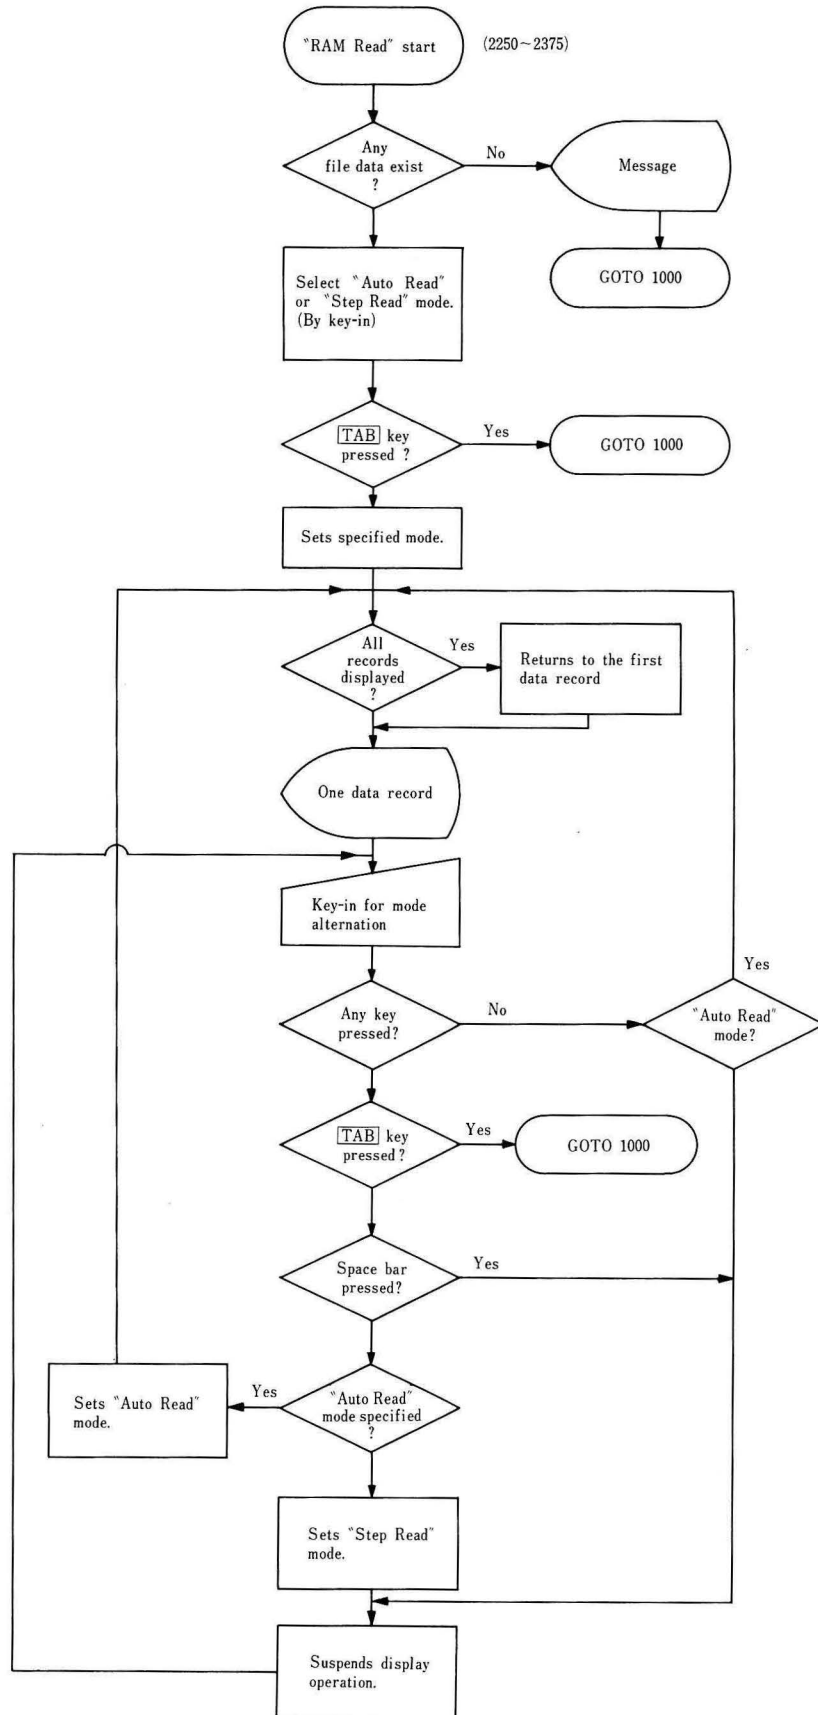 "RAM Read" start
(2250~2375)
Any
file data exist
?
No
Message
GOTO 1000
Select "Auto Read"
or "Step Read" mode.
(By key-in)
TAB key
pressed ?
Yes
GOTO 1000
Sets specified mode.
All
records
displayed
?
Yes
Returns to the first
data record
One data record
Key-in for mode
alternation
Any key
pressed?
No
Yes
"Auto Read"
mode?
TAB key
pressed?
Yes
GOTO 1000
Space bar
pressed?
Yes
"Auto Read"
mode specified
?
Yes
Sets "Auto Read"
mode.
Sets "Step Read"
mode.
Suspends display
operation.